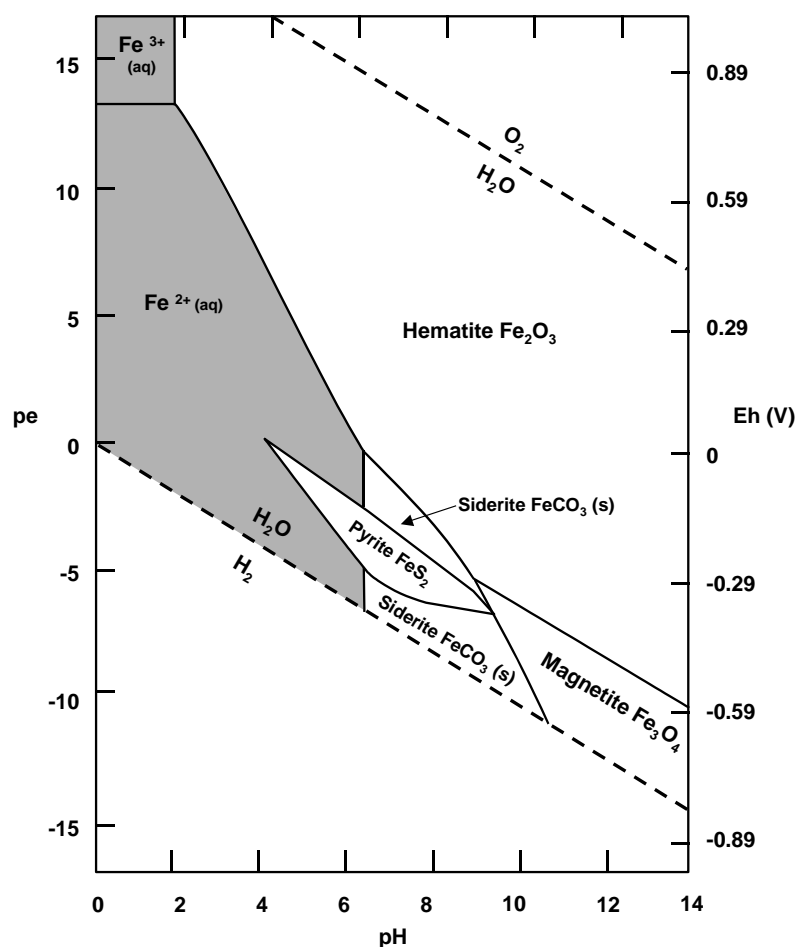 Fe 3+
(aq)
15
0.89
O2
H2O
10
0.59
Fe 2+ (aq)
5
Hematite Fe2O3
0.29
pe
Eh (V)
0
0
Siderite FeCO3 (s)
H2O
Pyrite FeS2
H2
-5
-0.29
Siderite FeCO3 (s)
Magnetite Fe3O4
-10
-0.59
-15
-0.89
0 2 4 6 8 10 12 14
pH